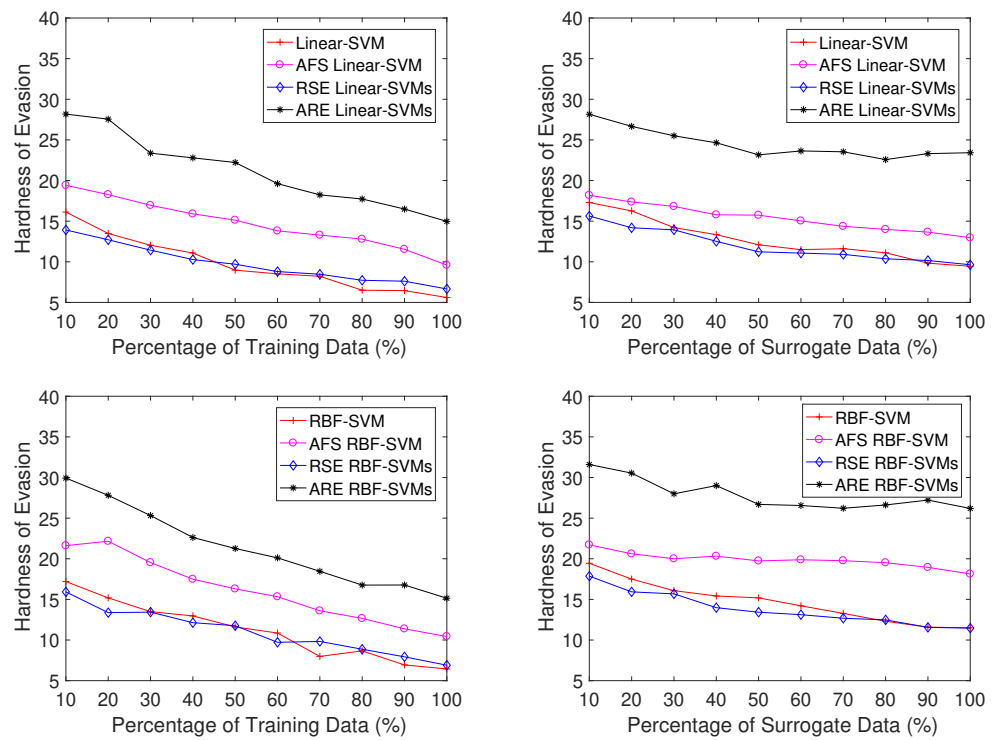 40
35
30
25
20
15
10
5
Hardness of Evasion
Linear-SVM
AFS Linear-SVM
RSE Linear-SVMs
ARE Linear-SVMs
10 20 30 40 50 60 70 80 90 100
Percentage of Training Data (%)
40
35
30
25
20
15
10
5
Hardness of Evasion
Linear-SVM
AFS Linear-SVM
RSE Linear-SVMs
ARE Linear-SVMs
10 20 30 40 50 60 70 80 90 100
Percentage of Surrogate Data (%)
40
35
30
25
20
15
10
5
Hardness of Evasion
RBF-SVM
AFS RBF-SVM
RSE RBF-SVMs
ARE RBF-SVMs
10 20 30 40 50 60 70 80 90 100
Percentage of Training Data (%)
40
35
30
25
20
15
10
5
Hardness of Evasion
RBF-SVM
AFS RBF-SVM
RSE RBF-SVMs
ARE RBF-SVMs
10 20 30 40 50 60 70 80 90 100
Percentage of Surrogate Data (%)